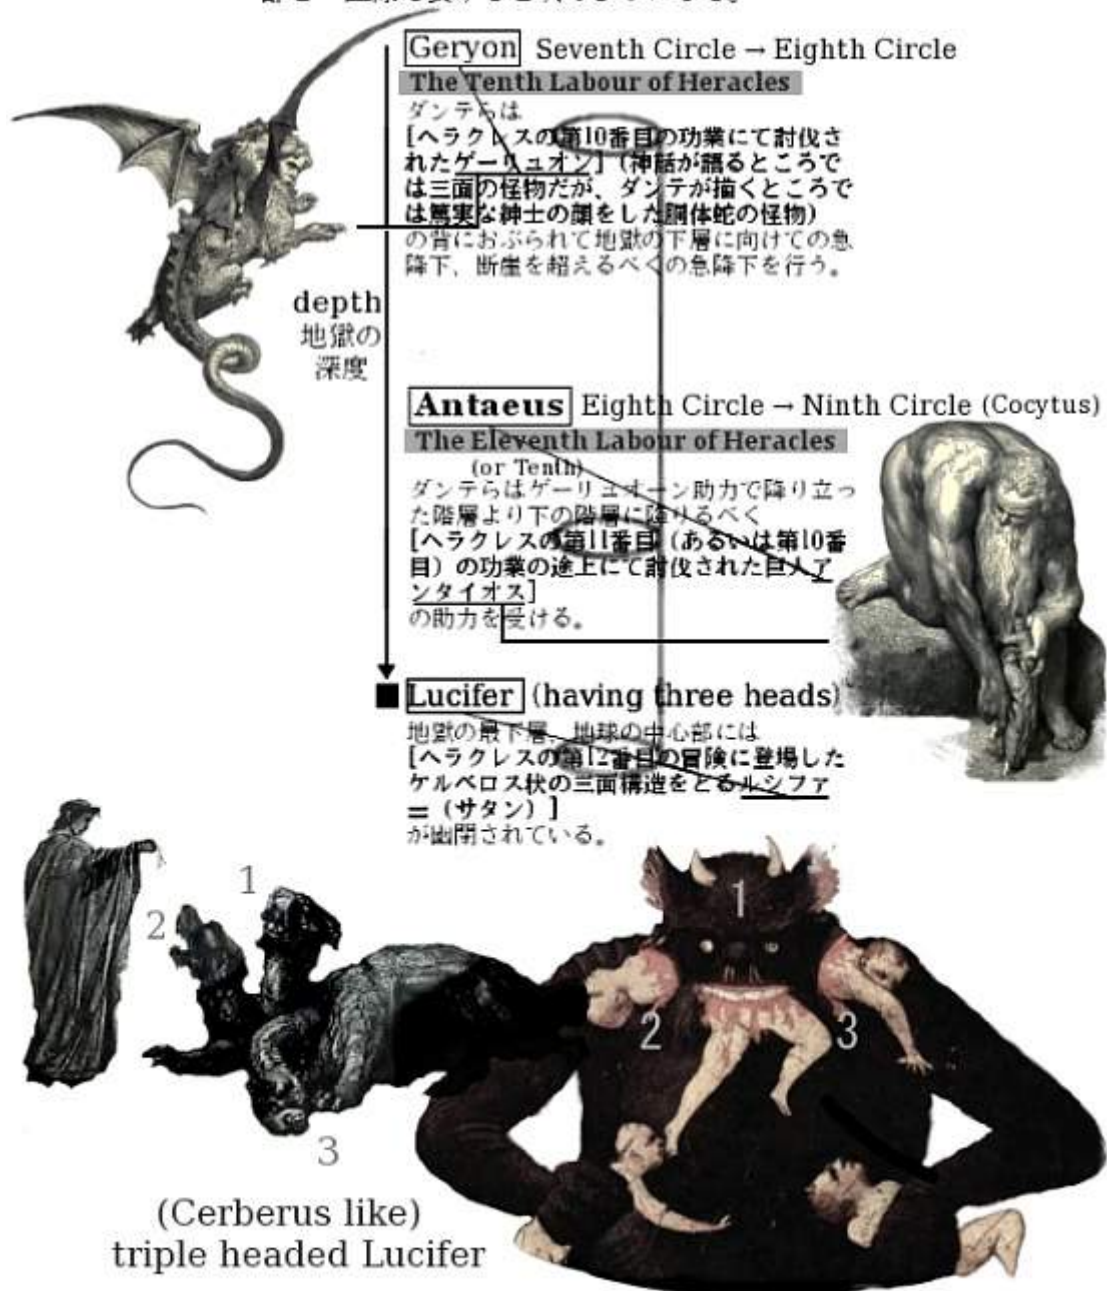 Geryon Seventh Circle → Eighth Circle
The Tenth Labour of Heracles
ダンテらは
[ヘラクレスの第10番目の功業にて討伐さ
れたゲーリュオン] (神話が語るところで
は三面の怪物だが、ダンテが描くところで
は篤実な紳士の顔をした胴体蛇の怪物)
の背におぶられて地獄の下層に向けての急
降下、断崖を超えるべくの急降下を行う。
depth
地獄の
深度
Antaeus Eighth Circle → Ninth Circle (Cocytus)
The Eleventh Labour of Heracles
(or Tenth)
ダンテらはゲーリュオーン助力で降り立っ
た階層より下の階層に降りるべく
[ヘラクレスの第11番目 (あるいは第10番
目) の功業の途上にて討伐された巨人ア
ンタイオス]
の助力を受ける。
■ Lucifer (having three heads)
地獄の最下層、地球の中心部には
[ヘラクレスの第12番目の冒険に登場した
ケルベロス状の三面構造をとるルシファ
= (サタン) ]
が幽閉されている。
1
2
3
1
2
3
(Cerberus like)
triple headed Lucifer